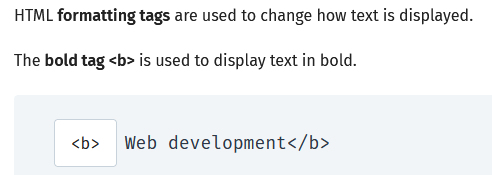 HTML formatting tags are used to change how text is displayed.
The bold tag <b> is used to display text in bold.
<b> Web development</b>